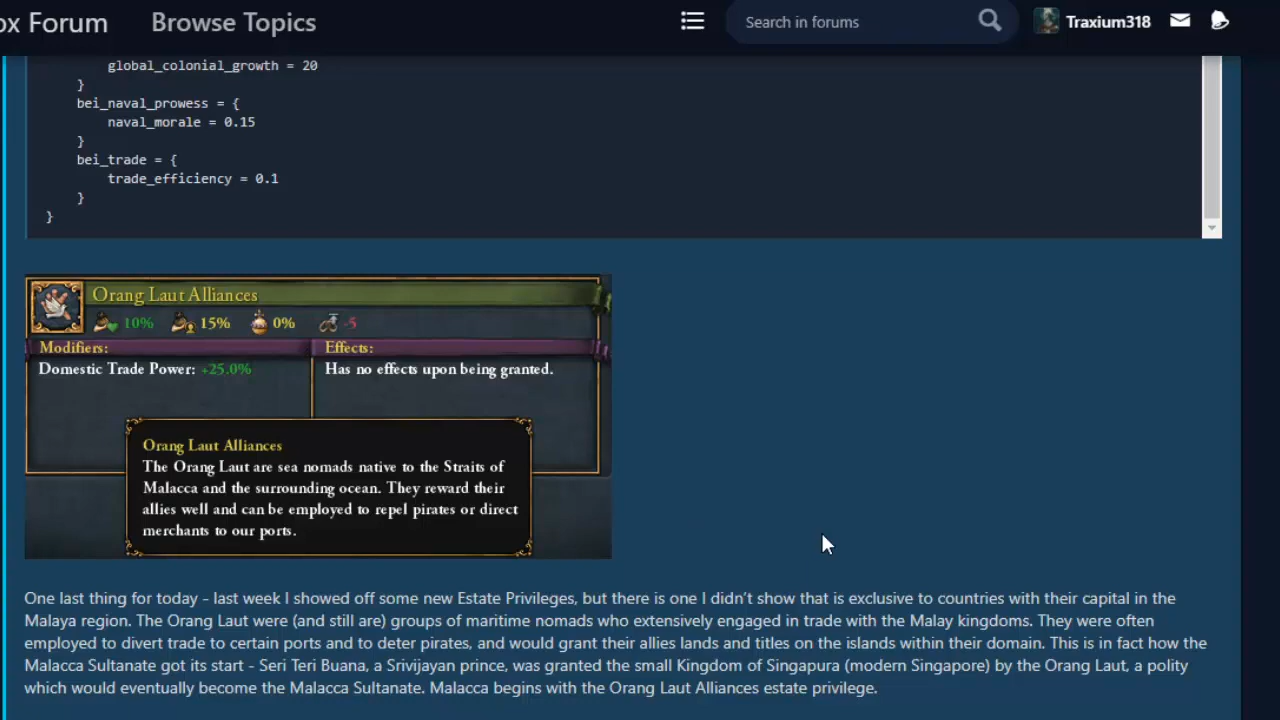 ox Forum Browse Topics Search in forums Traxium318
global_colonial_growth = 20
}
bei_naval_prowess = {
naval_morale = 0.15
}
bei_trade = {
trade_efficiency = 0.1
}
}
Orang Laut Alliances
10% 15% 0% -5
Modifiers: Effects:
Domestic Trade Power: +25.0% Has no effects upon being granted.
Orang Laut Alliances
The Orang Laut are sea nomads native to the Straits of
Malacca and the surrounding ocean. They reward their
allies well and can be employed to repel pirates or direct
merchants to our ports.
One last thing for today - last week I showed off some new Estate Privileges, but there is one I didn't show that is exclusive to countries with their capital in the
Malaya region. The Orang Laut were (and still are) groups of maritime nomads who extensively engaged in trade with the Malay kingdoms. They were often
employed to divert trade to certain ports and to deter pirates, and would grant their allies lands and titles on the islands within their domain. This is in fact how the
Malacca Sultanate got its start - Seri Teri Buana, a Srivijayan prince, was granted the small Kingdom of Singapura (modern Singapore) by the Orang Laut, a polity
which would eventually become the Malacca Sultanate. Malacca begins with the Orang Laut Alliances estate privilege.